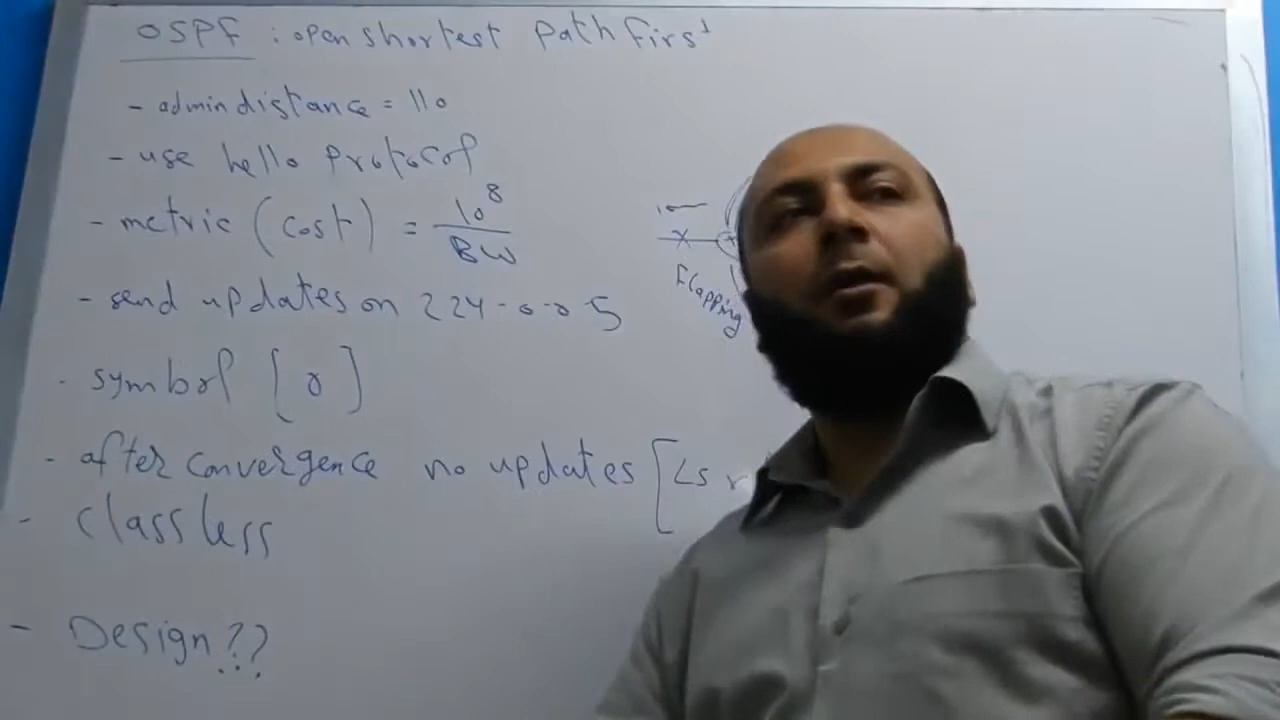 OSPF : open shortest Path First
- admin distance = 110
- use hello Protocol
- metric (cost) = 10^8 / BW
- send updates on 224-0-0-5
- symbol [o]
- after convergence no updates [LS r
- classless
- Design??
Flapping